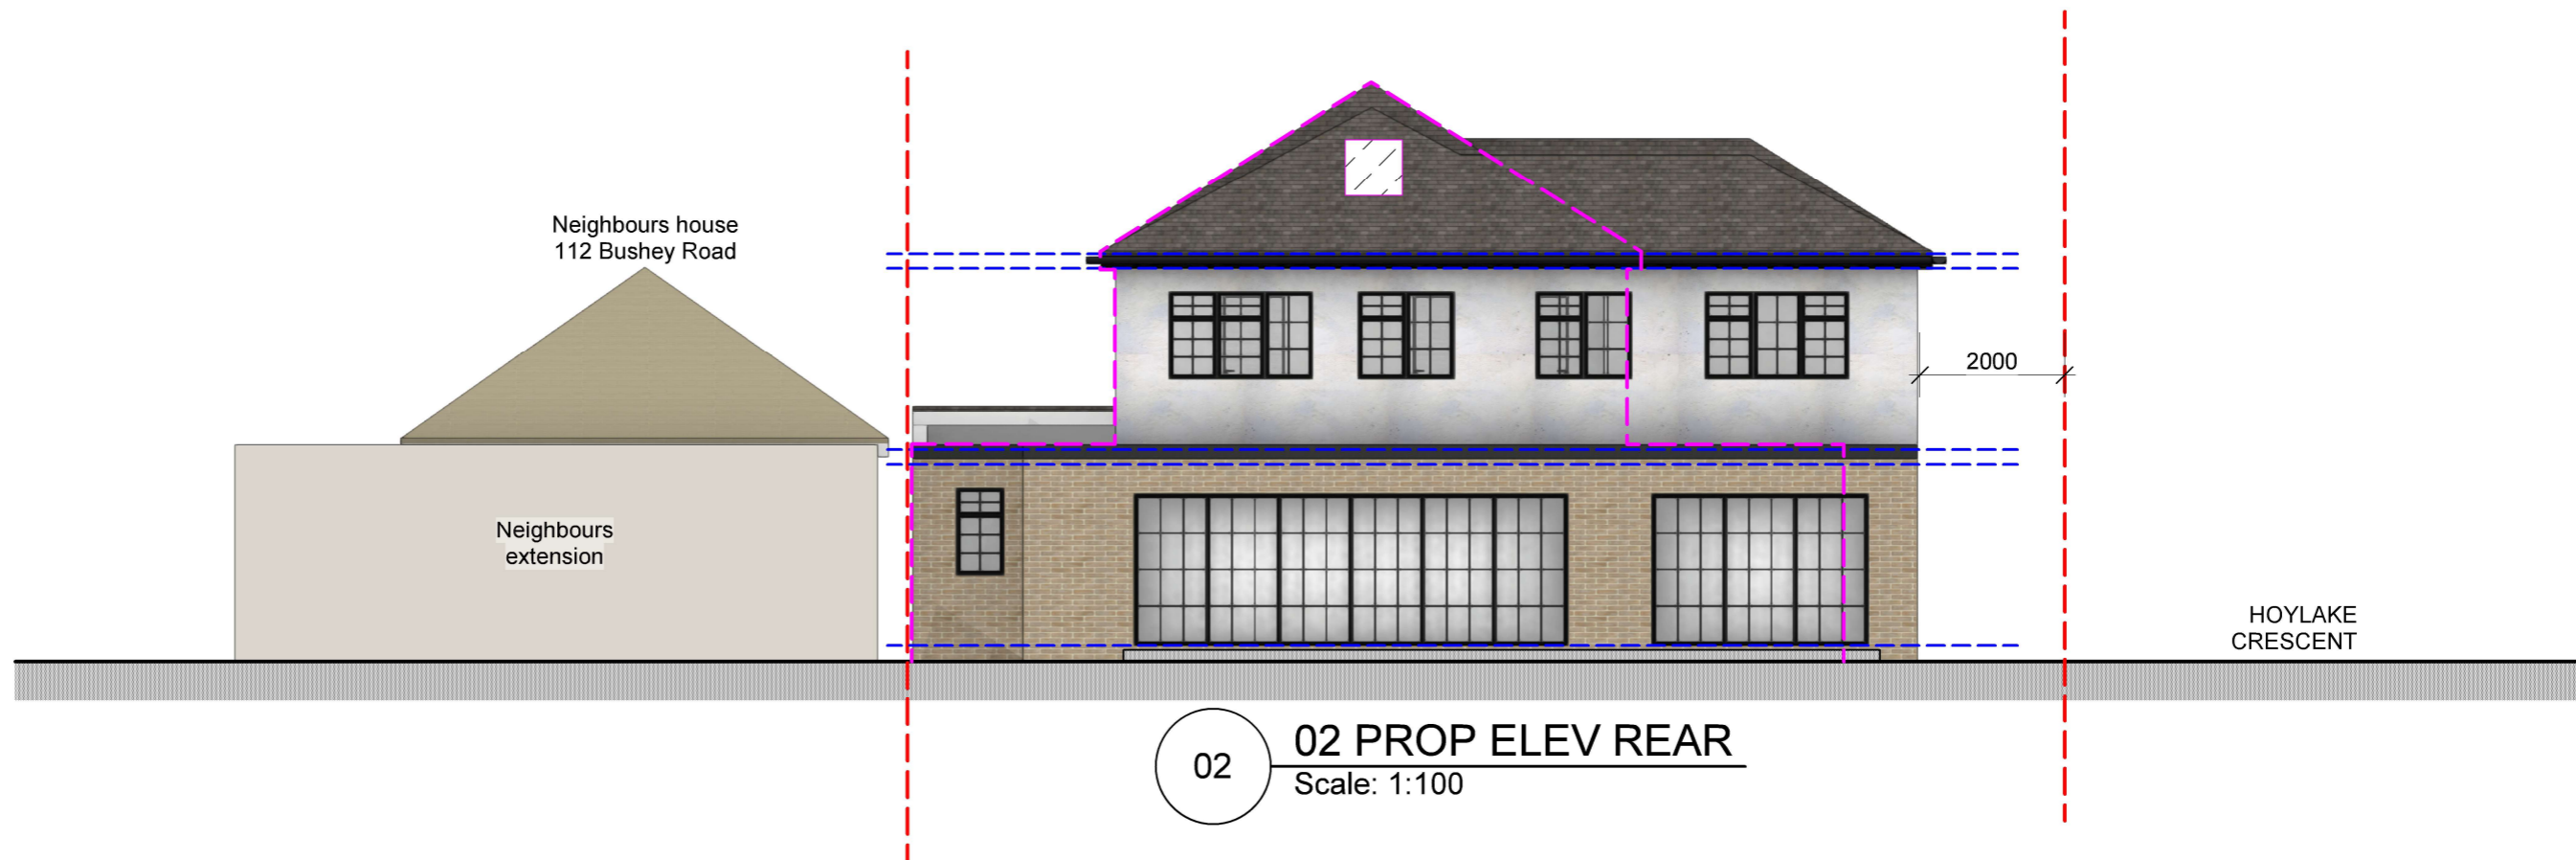 Neighbours house
112 Bushey Road
2000
Neighbours
extension
HOYLAKE
CRESCENT
02
02 PROP ELEV REAR
Scale: 1:100